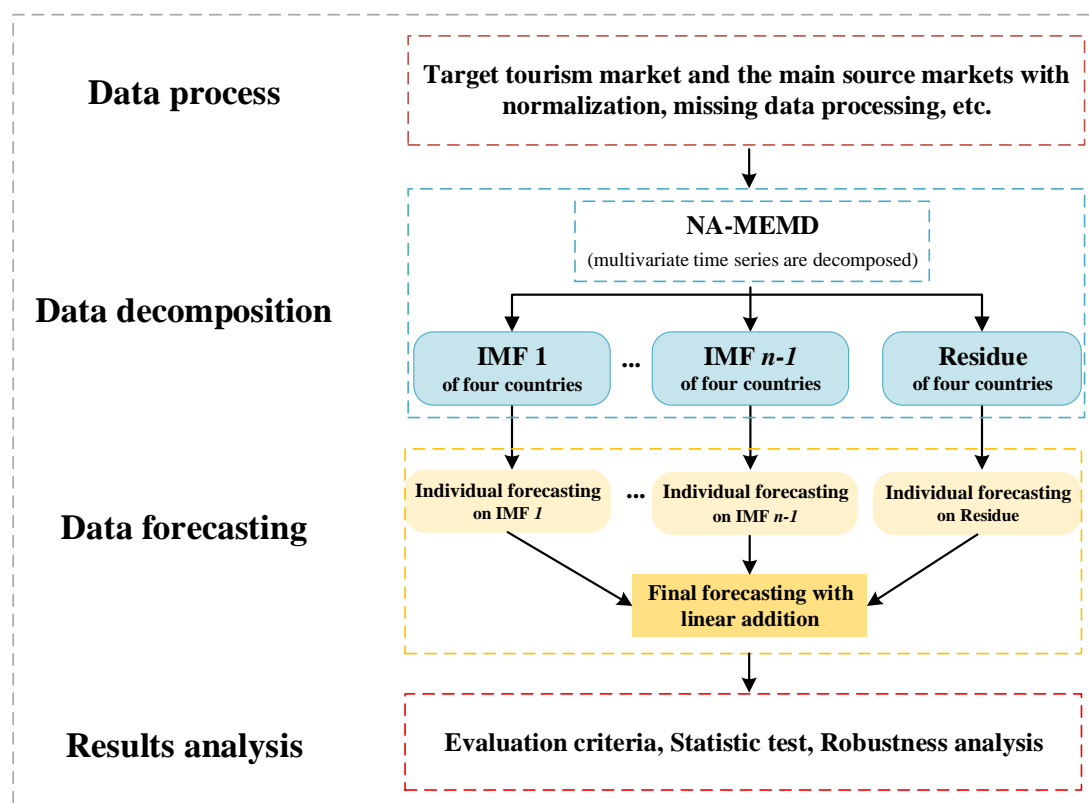 Data process
Target tourism market and the main source markets with
normalization, missing data processing, etc.
Data decomposition
NA-MEMD
(multivariate time series are decomposed)
IMF 1
of four countries
...
IMF n-1
of four countries
Residue
of four countries
Data forecasting
Individual forecasting
on IMF 1
...
Individual forecasting
on IMF n-1
Individual forecasting
on Residue
Final forecasting with
linear addition
Results analysis
Evaluation criteria, Statistic test, Robustness analysis